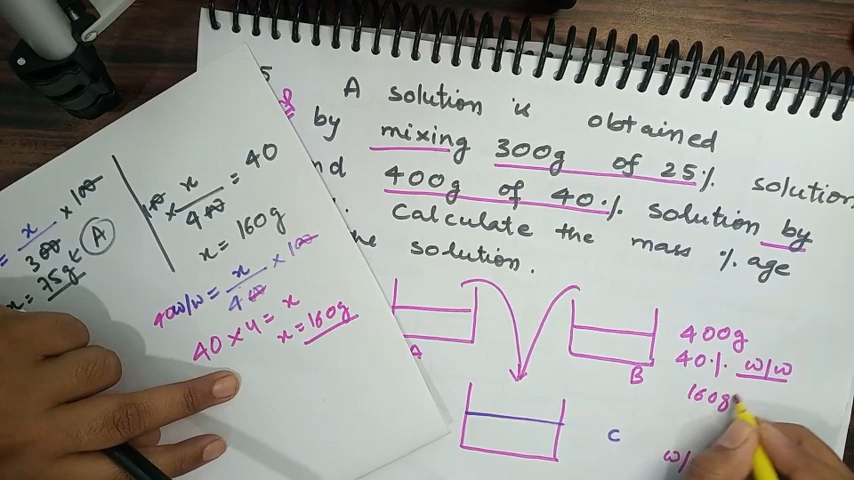 A solution is obtained
by mixing 300g of 25% solution
400g of 40% solution by
Calculate the mass % age
solution.
= x/300 × 100
x = 75g
A
100 × x/400 = 40
x = 160g
40 w/w = x/400 × 100
40 × 4 = x
x = 160g
A
B
400g
40% w/w
160g
C
w/